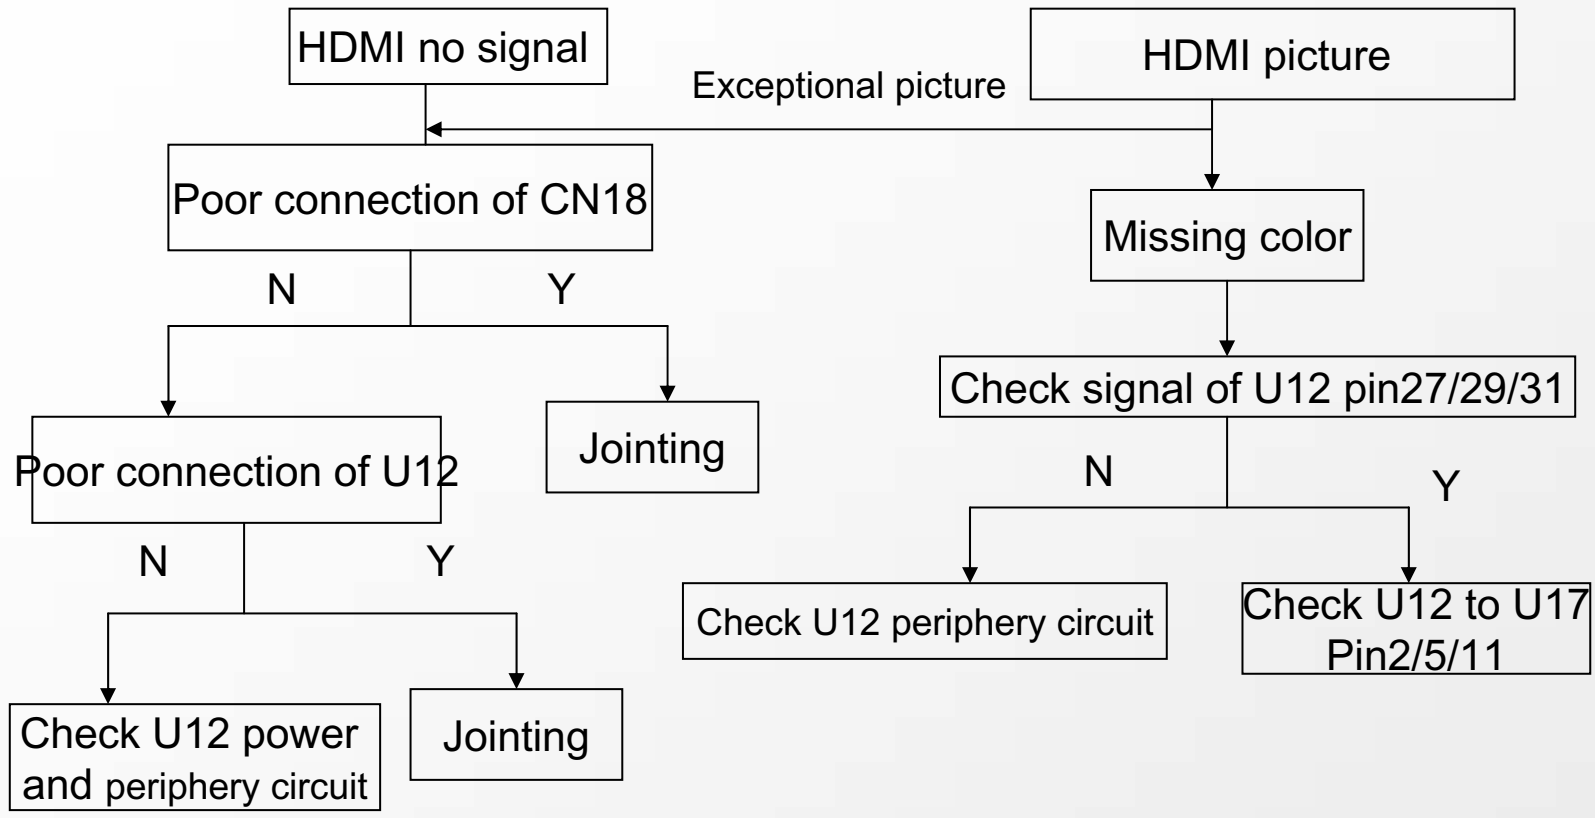 HDMI no signal
HDMI picture
Exceptional picture
Poor connection of CN18
Missing color
N
Y
Check signal of U12 pin27/29/31
Poor connection of U12
Jointing
N
Y
N
Y
Check U12 periphery circuit
Check U12 to U17
Pin2/5/11
Check U12 power
and periphery circuit
Jointing